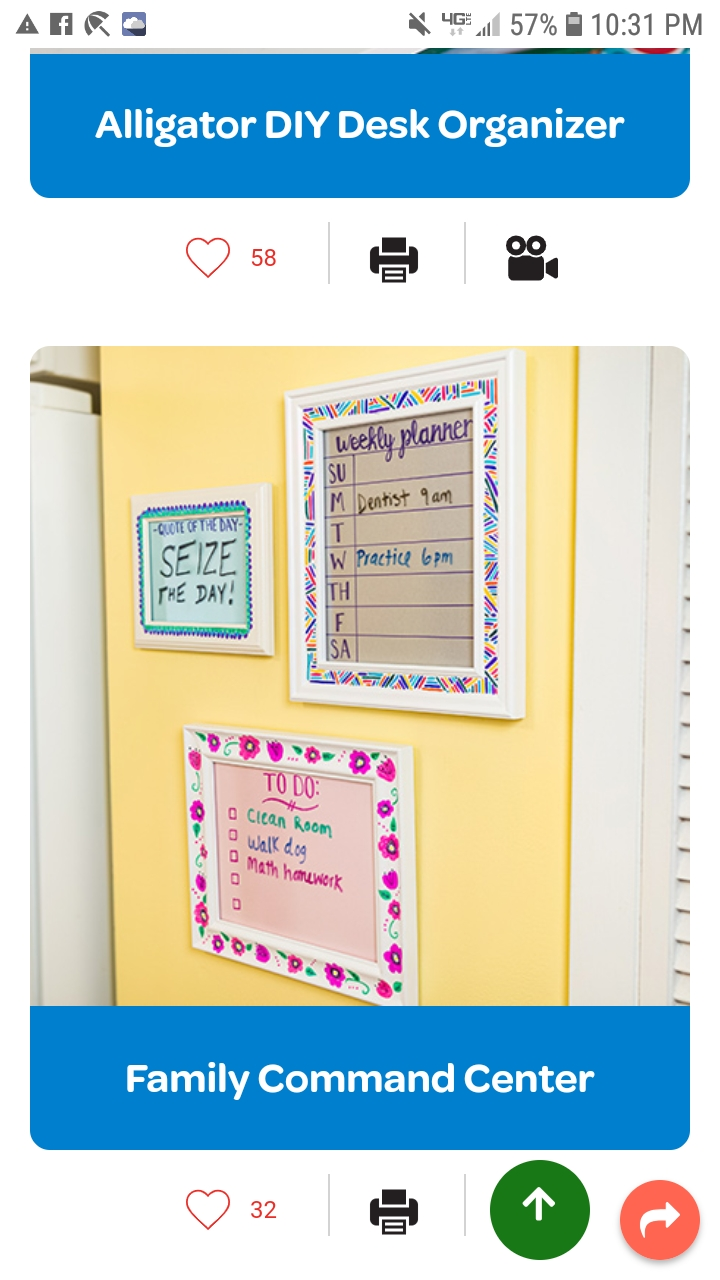 57% 10:31 PM
Alligator DIY Desk Organizer
58
weekly planner
SU
M Dentist 9am
T
W Practice 6pm
TH
F
SA
-QUOTE OF THE DAY-
SEIZE
THE DAY!
TO DO:
Clean Room
Walk dog
Math homework
Family Command Center
32